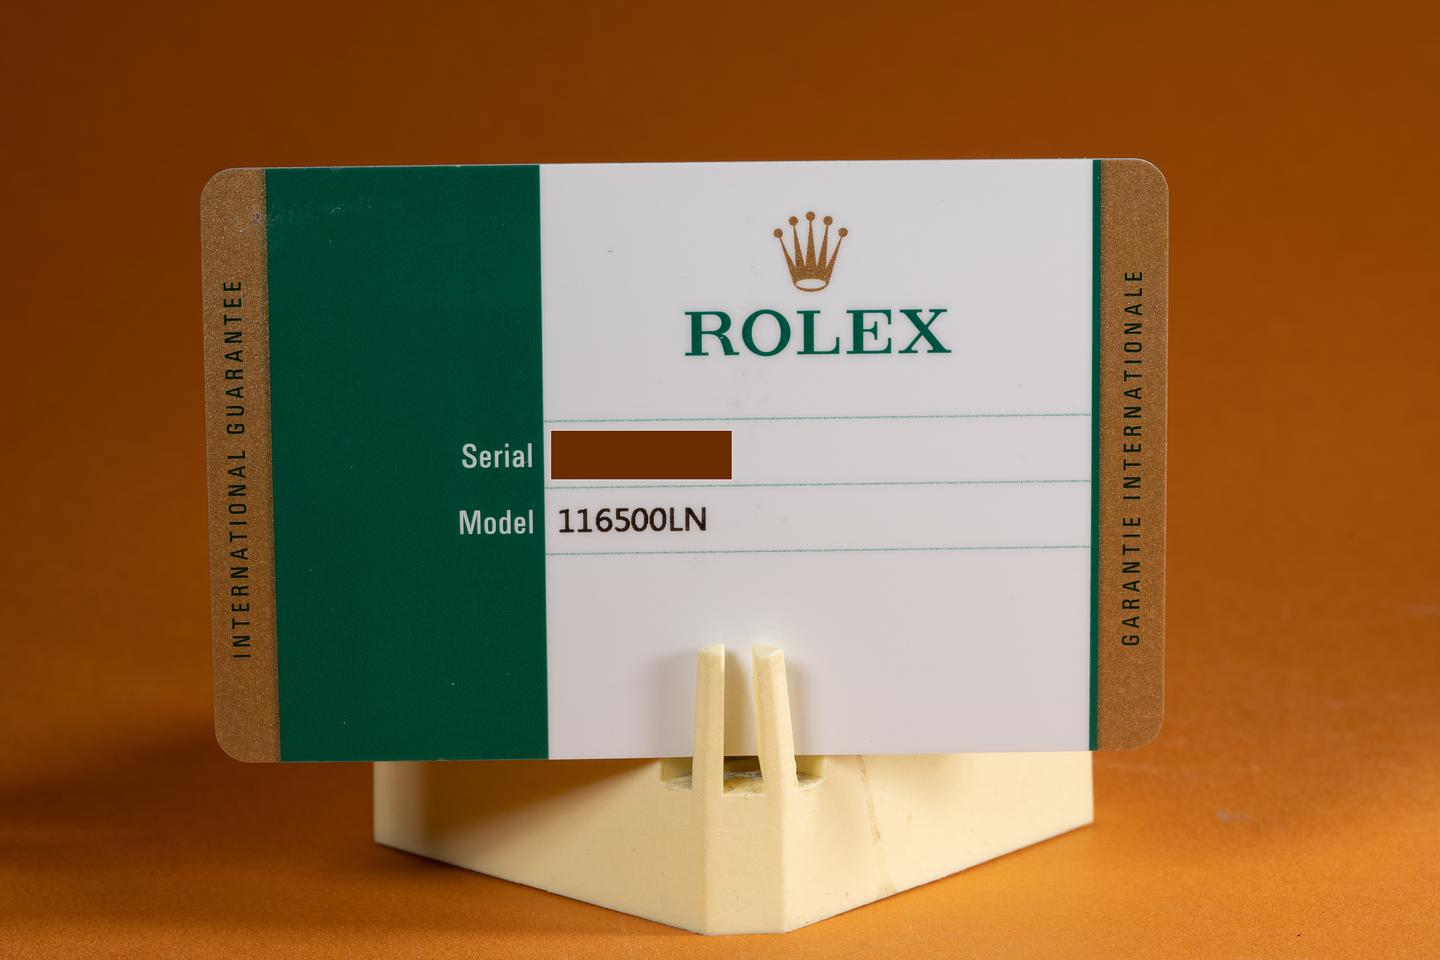 INTERNATIONAL GUARANTEE
ROLEX
Serial
Model 116500LN
GARANTIE INTERNATIONALE